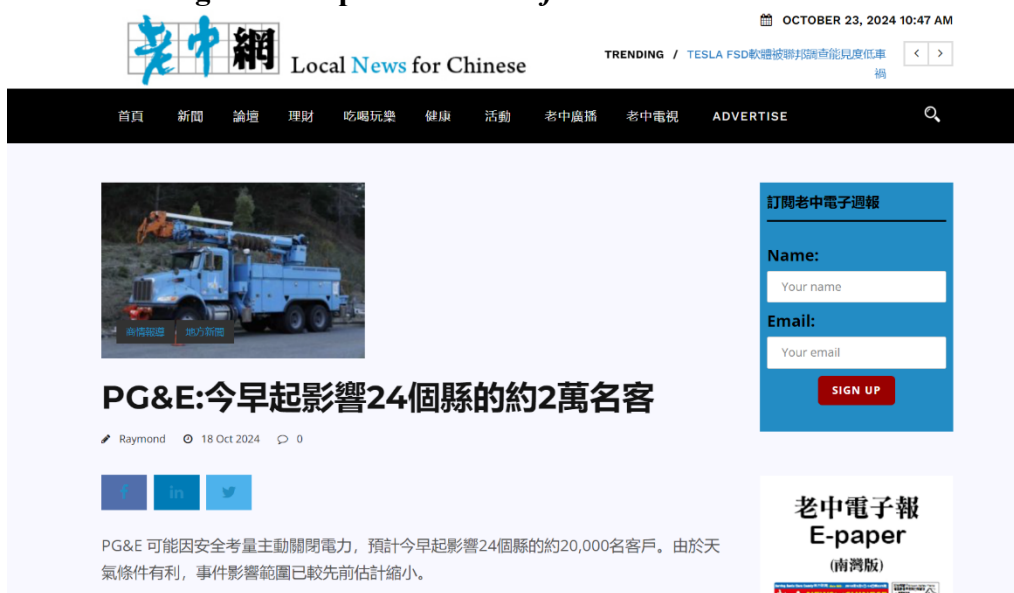 老中網 Local News for Chinese
OCTOBER 23, 2024 10:47 AM
TRENDING / TESLA FSD軟體被聯邦調查能見度低車
禍
首頁 新聞 論壇 理財 吃喝玩樂 健康 活動 老中廣播 老中電視 ADVERTISE
商情報導 地方新聞
PG&E:今早起影響24個縣的約2萬名客
Raymond 18 Oct 2024 0
PG&E 可能因安全考量主動關閉電力，預計今早起影響24個縣的約20,000名客戶。由於天
氣條件有利，事件影響範圍已較先前估計縮小。
訂閱老中電子週報
Name:
Your name
Email:
Your email
SIGN UP
老中電子報
E-paper
(南灣版)